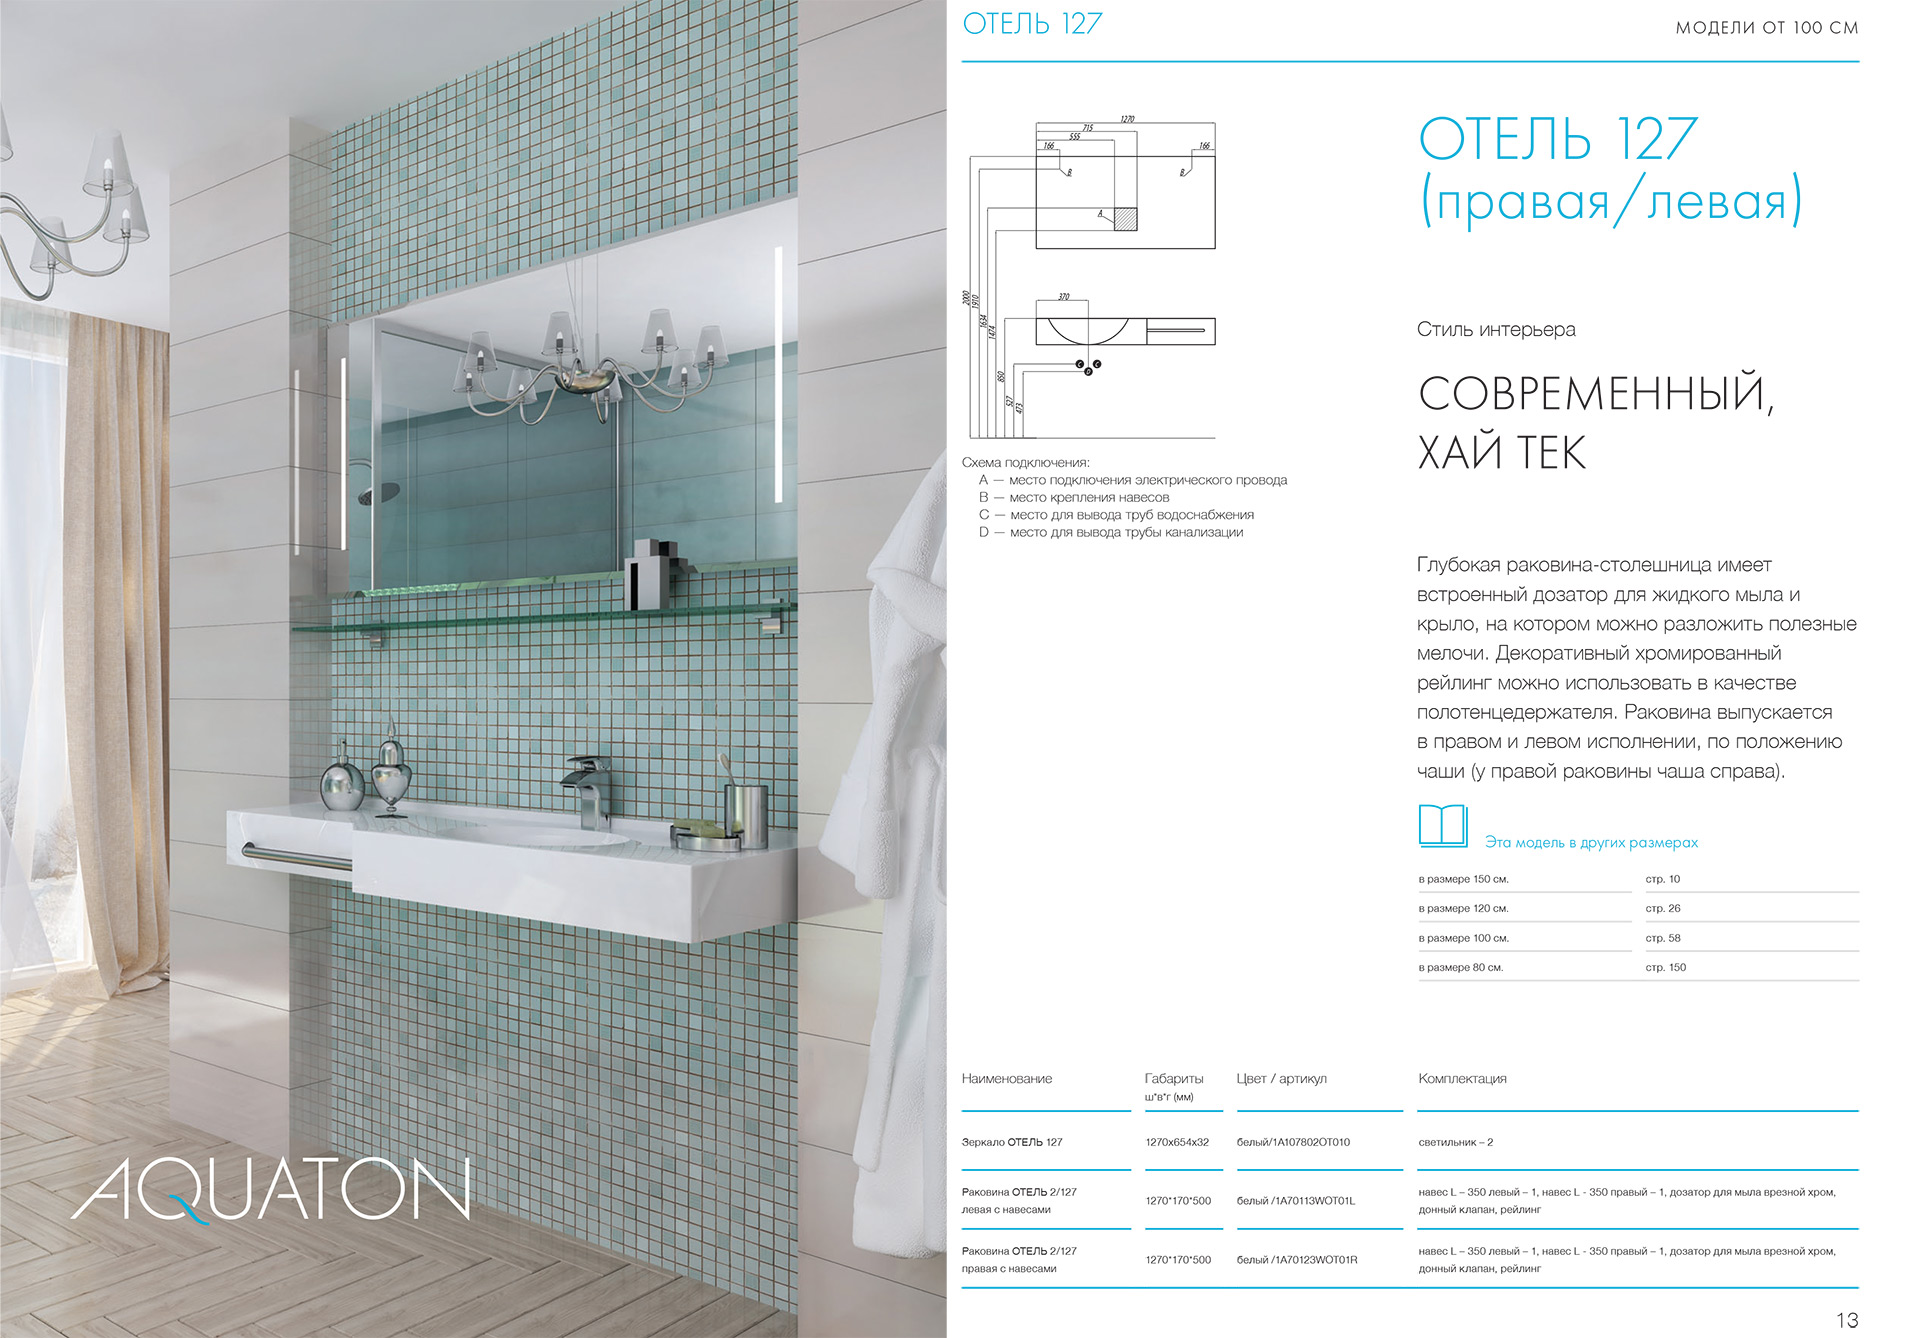 AQUATON
ОТЕЛЬ 127
МОДЕЛИ ОТ 100 СМ
1270
715
555
166
166
B
B
A
2000
1910
1634
1474
370
850
527
473
C
C
D
Схема подключения:
A — место подключения электрического провода
B — место крепления навесов
C — место для вывода труб водоснабжения
D — место для вывода трубы канализации
ОТЕЛЬ 127
(правая/левая)
Стиль интерьера
СОВРЕМЕННЫЙ,
ХАЙ ТЕК
Глубокая раковина-столешница имеет
встроенный дозатор для жидкого мыла и
крыло, на котором можно разложить полезные
мелочи. Декоративный хромированный
рейлинг можно использовать в качестве
полотенцедержателя. Раковина выпускается
в правом и левом исполнении, по положению
чаши (у правой раковины чаша справа).
Эта модель в других размерах
в размере 150 см. стр. 10
в размере 120 см. стр. 26
в размере 100 см. стр. 58
в размере 80 см. стр. 150
Наименование Габариты Цвет / артикул Комплектация
ш*в*г (мм)
Зеркало ОТЕЛЬ 127 1270х654х32 белый/1A107802OT010 светильник – 2
Раковина ОТЕЛЬ 2/127
левая с навесами 1270*170*500 белый /1A70113WOT01L навес L – 350 левый – 1, навес L - 350 правый – 1, дозатор для мыла врезной хром,
донный клапан, рейлинг
Раковина ОТЕЛЬ 2/127
правая с навесами 1270*170*500 белый /1A70123WOT01R навес L – 350 левый – 1, навес L - 350 правый – 1, дозатор для мыла врезной хром,
донный клапан, рейлинг
13